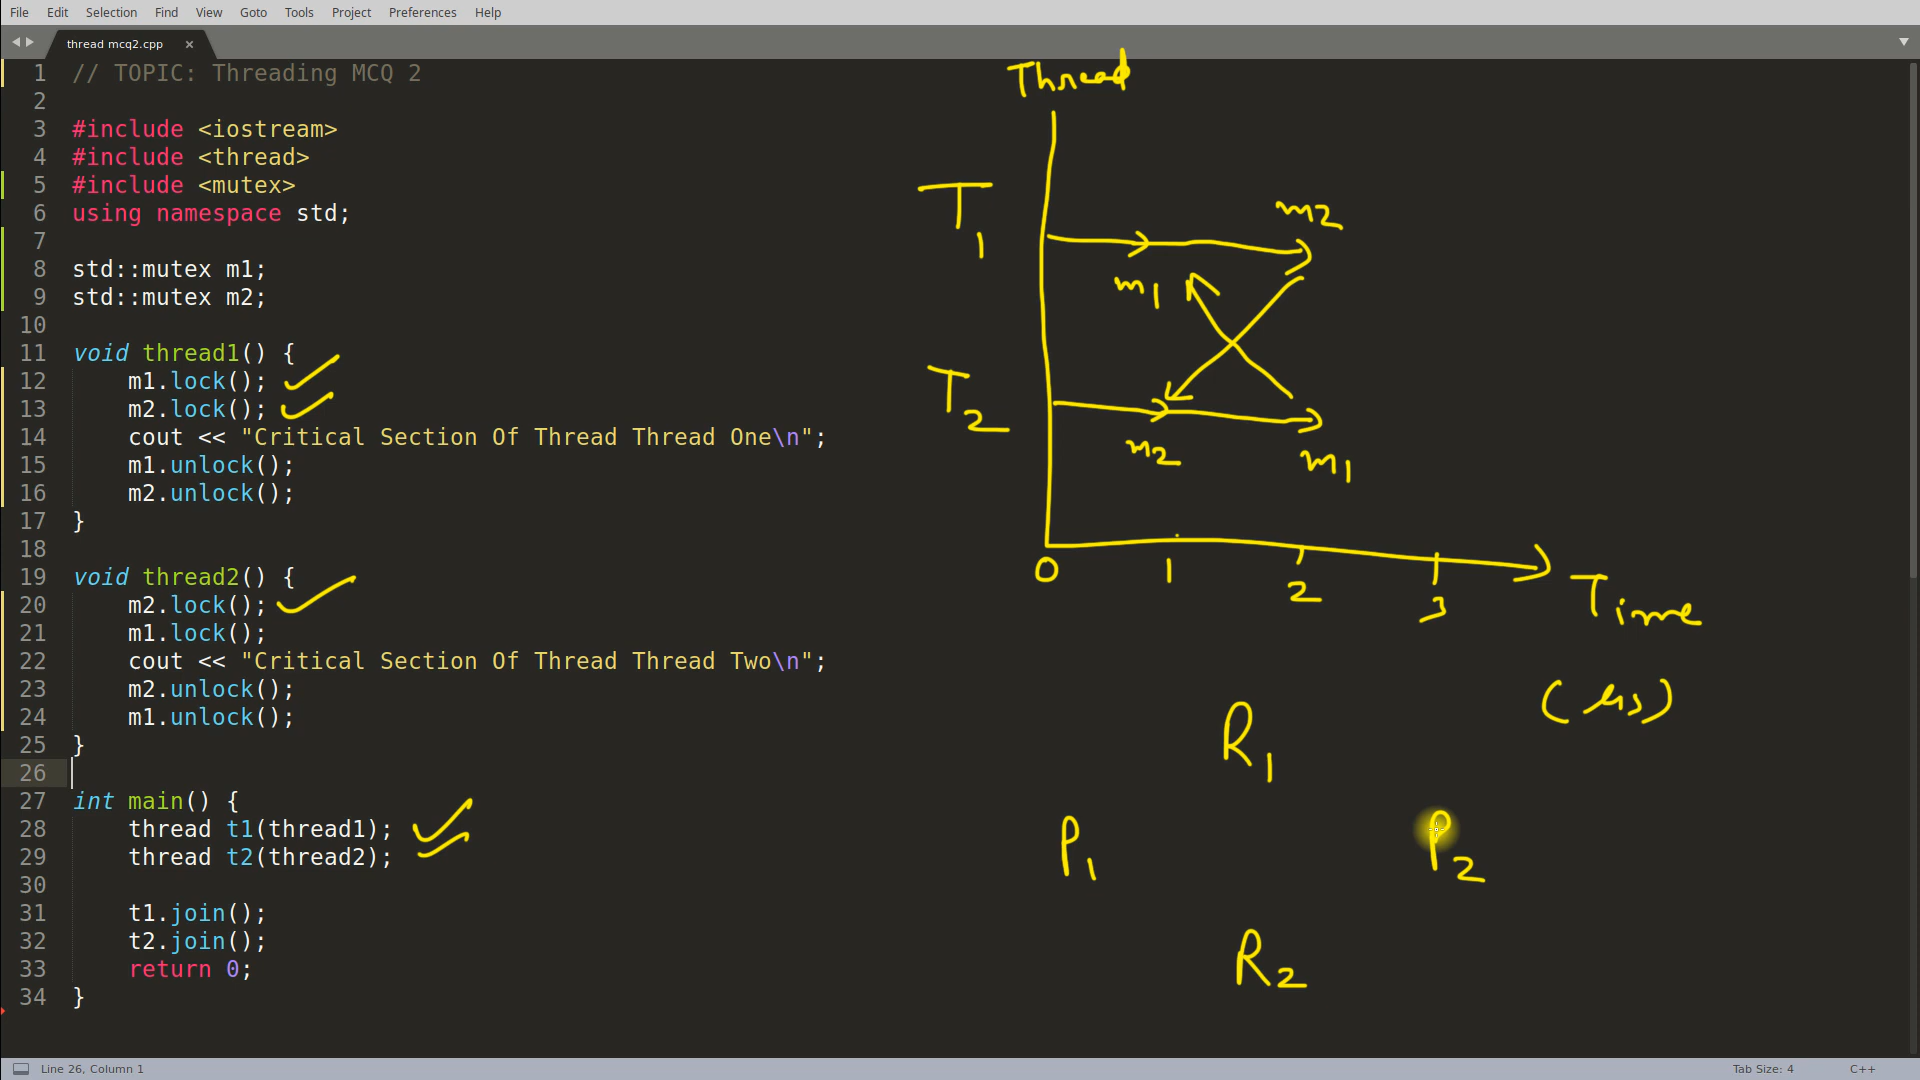 File Edit Selection Find View Goto Tools Project Preferences Help
thread mcq2.cpp ×
1 // TOPIC: Threading MCQ 2
2
3 #include <iostream>
4 #include <thread>
5 #include <mutex>
6 using namespace std;
7
8 std::mutex m1;
9 std::mutex m2;
10
11 void thread1() {
12 m1.lock();
13 m2.lock();
14 cout << "Critical Section Of Thread Thread One\n";
15 m1.unlock();
16 m2.unlock();
17 }
18
19 void thread2() {
20 m2.lock();
21 m1.lock();
22 cout << "Critical Section Of Thread Thread Two\n";
23 m2.unlock();
24 m1.unlock();
25 }
26
27 int main() {
28 thread t1(thread1);
29 thread t2(thread2);
30
31 t1.join();
32 t2.join();
33 return 0;
34 }
Thread
T1
m2
m1
T2
m2
m1
0 1 2 3
Time
(us)
R1
P1
P2
R2
Line 26, Column 1
Tab Size: 4
C++